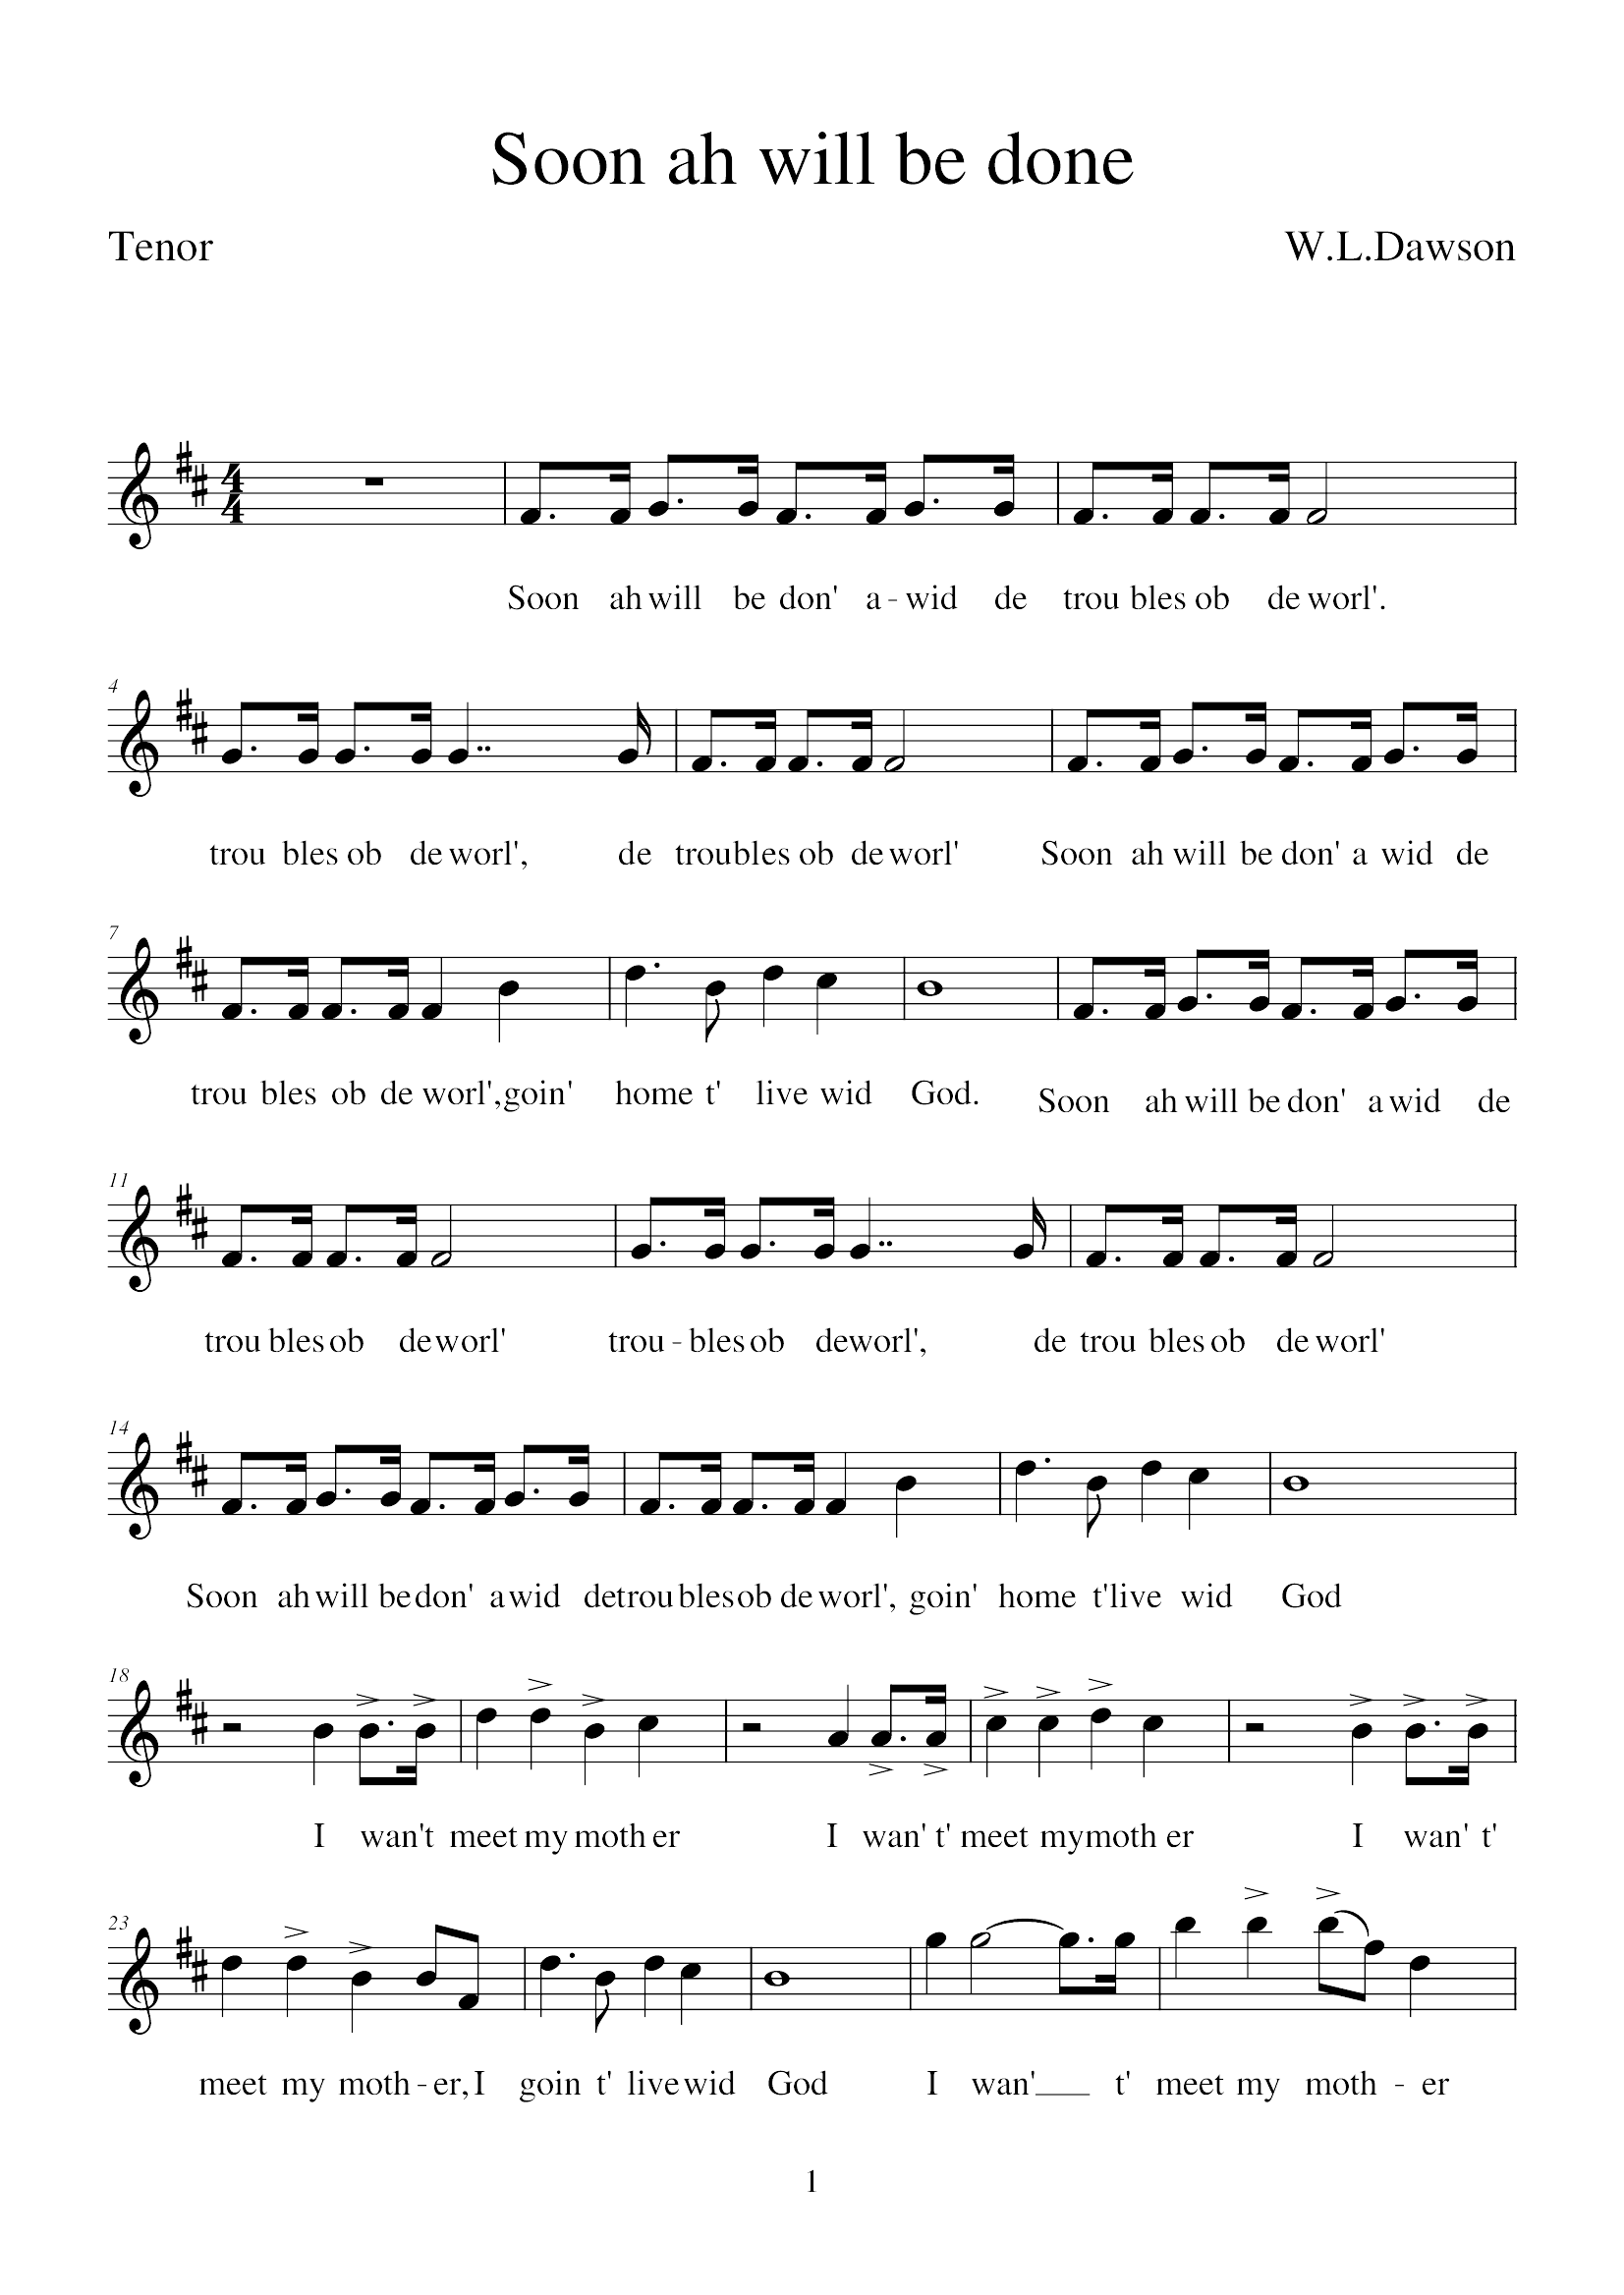 Soon ah will be done
Tenor W.L.Dawson
4
4
Soon ah will be don' a - wid de trou bles ob de worl'.
4
trou bles ob de worl', de troubles ob de worl' Soon ah will be don' a wid de
7
trou bles ob de worl', goin' home t' live wid God. Soon ah will be don' a wid de
11
trou bles ob de worl' trou - bles ob de worl', de trou bles ob de worl'
14
Soon ah will be don' a wid de trou bles ob de worl', goin' home t' live wid God
18
I wan't meet my moth er I wan' t' meet my moth er I wan' t'
23
meet my moth - er, I goin t' live wid God I wan' t' meet my moth - er
1